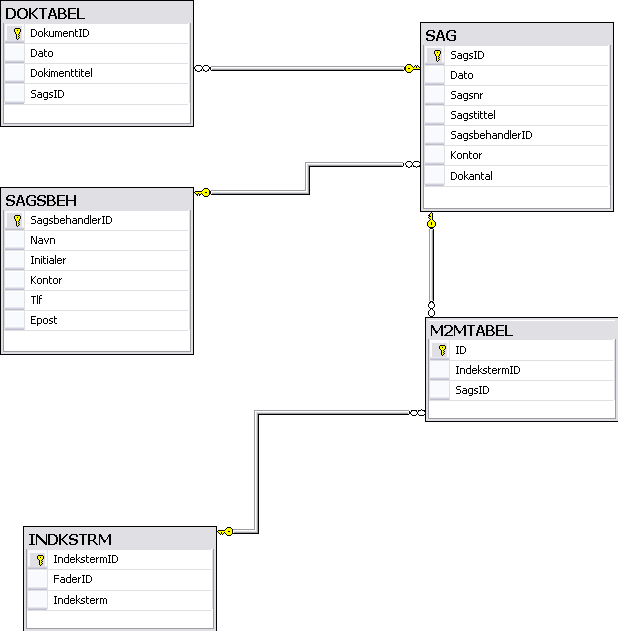 DOKTABEL
DokumentID
Dato
Dokimenttitel
SagsID
SAG
SagsID
Dato
Sagsnr
Sagstittel
SagsbehandlerID
Kontor
Dokantal
SAGSBEH
SagsbehandlerID
Navn
Initialer
Kontor
Tlf
Epost
M2MTABEL
ID
IndekstermID
SagsID
INDKSTRM
IndekstermID
FaderID
Indeksterm